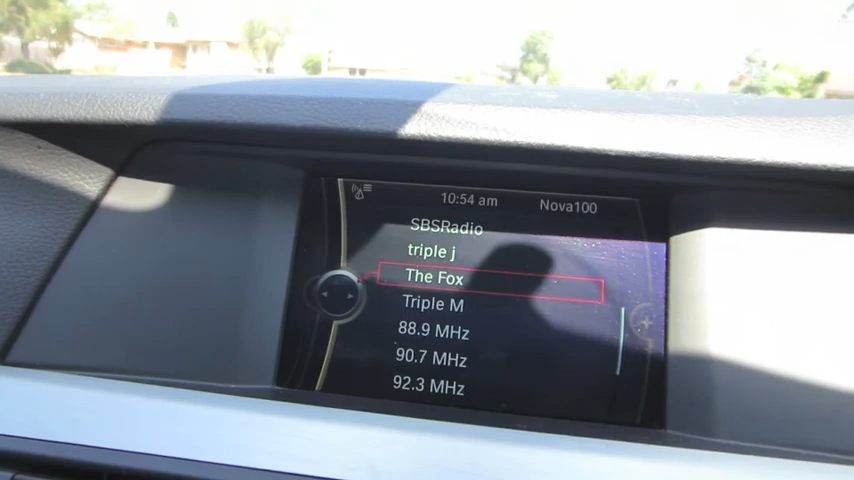 10:54 am Nova100
SBSRadio
triple j
The Fox
Triple M
88.9 MHz
90.7 MHz
92.3 MHz